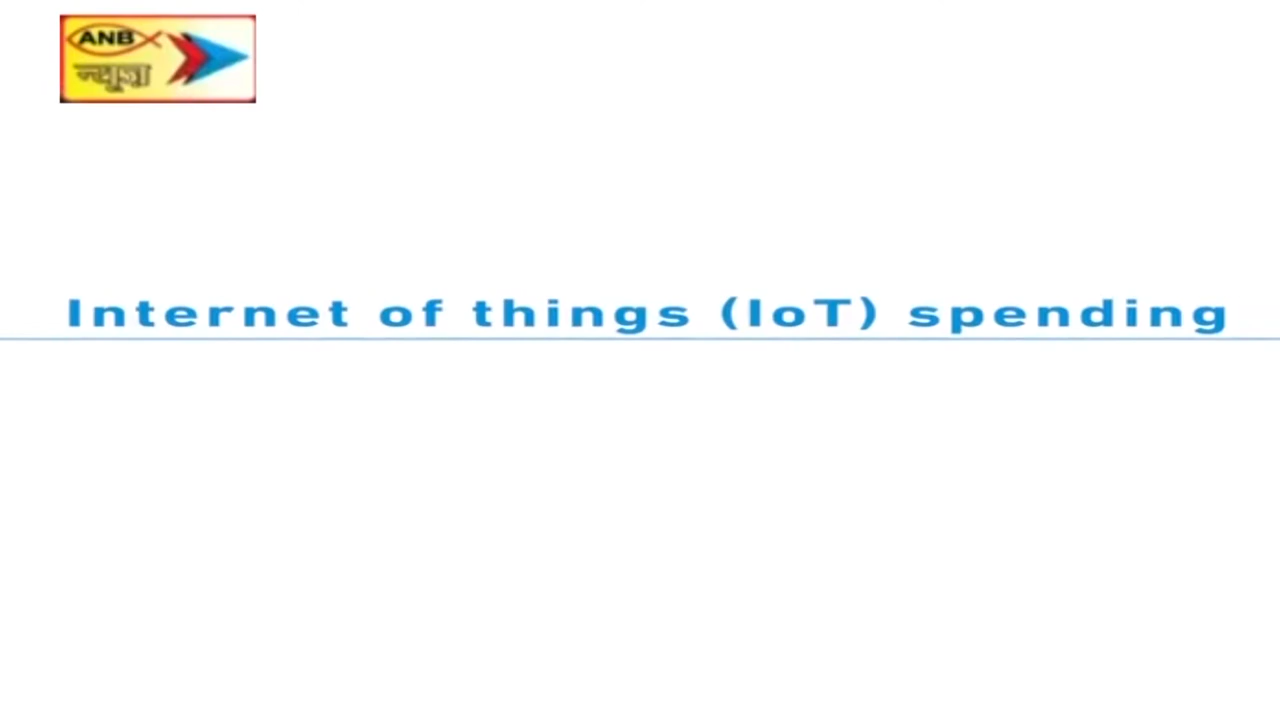 ANB
न्यूज़
Internet of things (IoT) spending